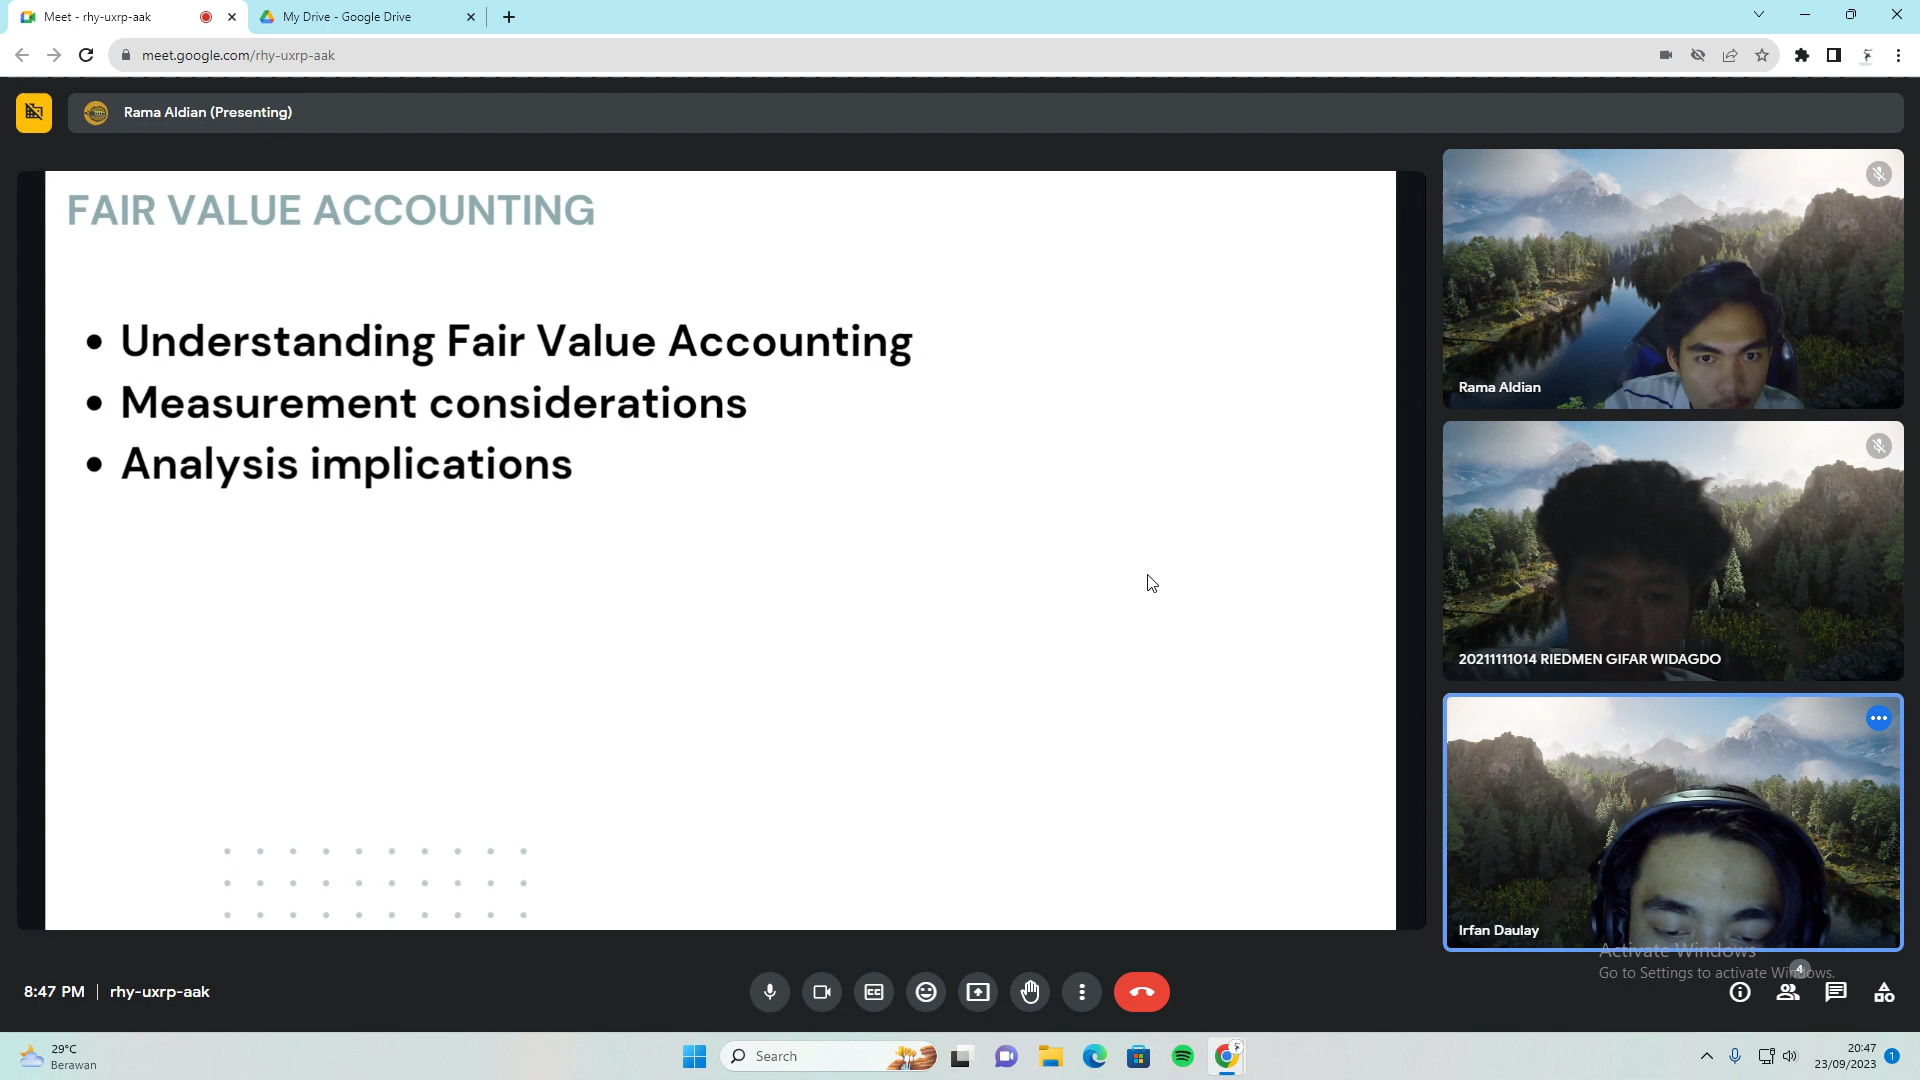 Meet - rhy-uxrp-aak
My Drive - Google Drive
meet.google.com/rhy-uxrp-aak
Rama Aldian (Presenting)
FAIR VALUE ACCOUNTING
• Understanding Fair Value Accounting
• Measurement considerations
• Analysis implications
Rama Aldian
20211111014 RIEDMEN GIFAR WIDAGDO
Irfan Daulay
Activate Windows
Go to Settings to activate Windows.
4
8:47 PM | rhy-uxrp-aak
CC
29°C
Berawan
Search
20:47
23/09/2023
1